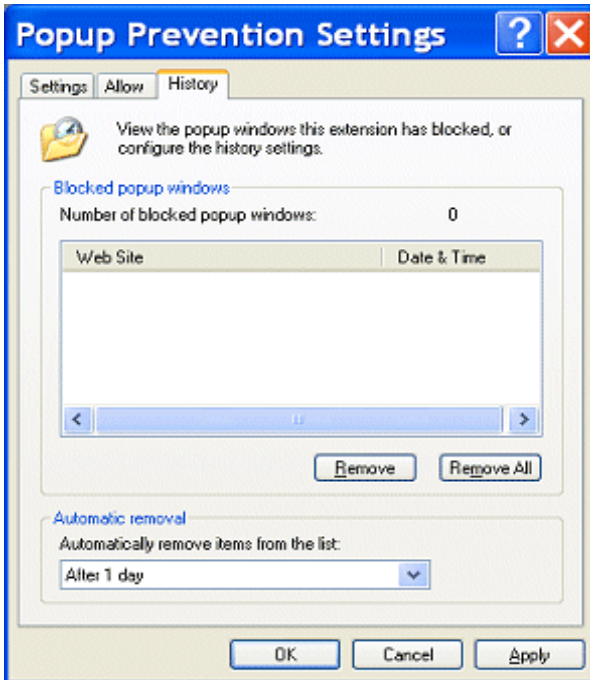 Popup Prevention Settings
Settings Allow History
View the popup windows this extension has blocked, or
configure the history settings.
Blocked popup windows
Number of blocked popup windows: 0
Web Site Date & Time
Remove Remove All
Automatic removal
Automatically remove items from the list:
After 1 day
OK Cancel Apply